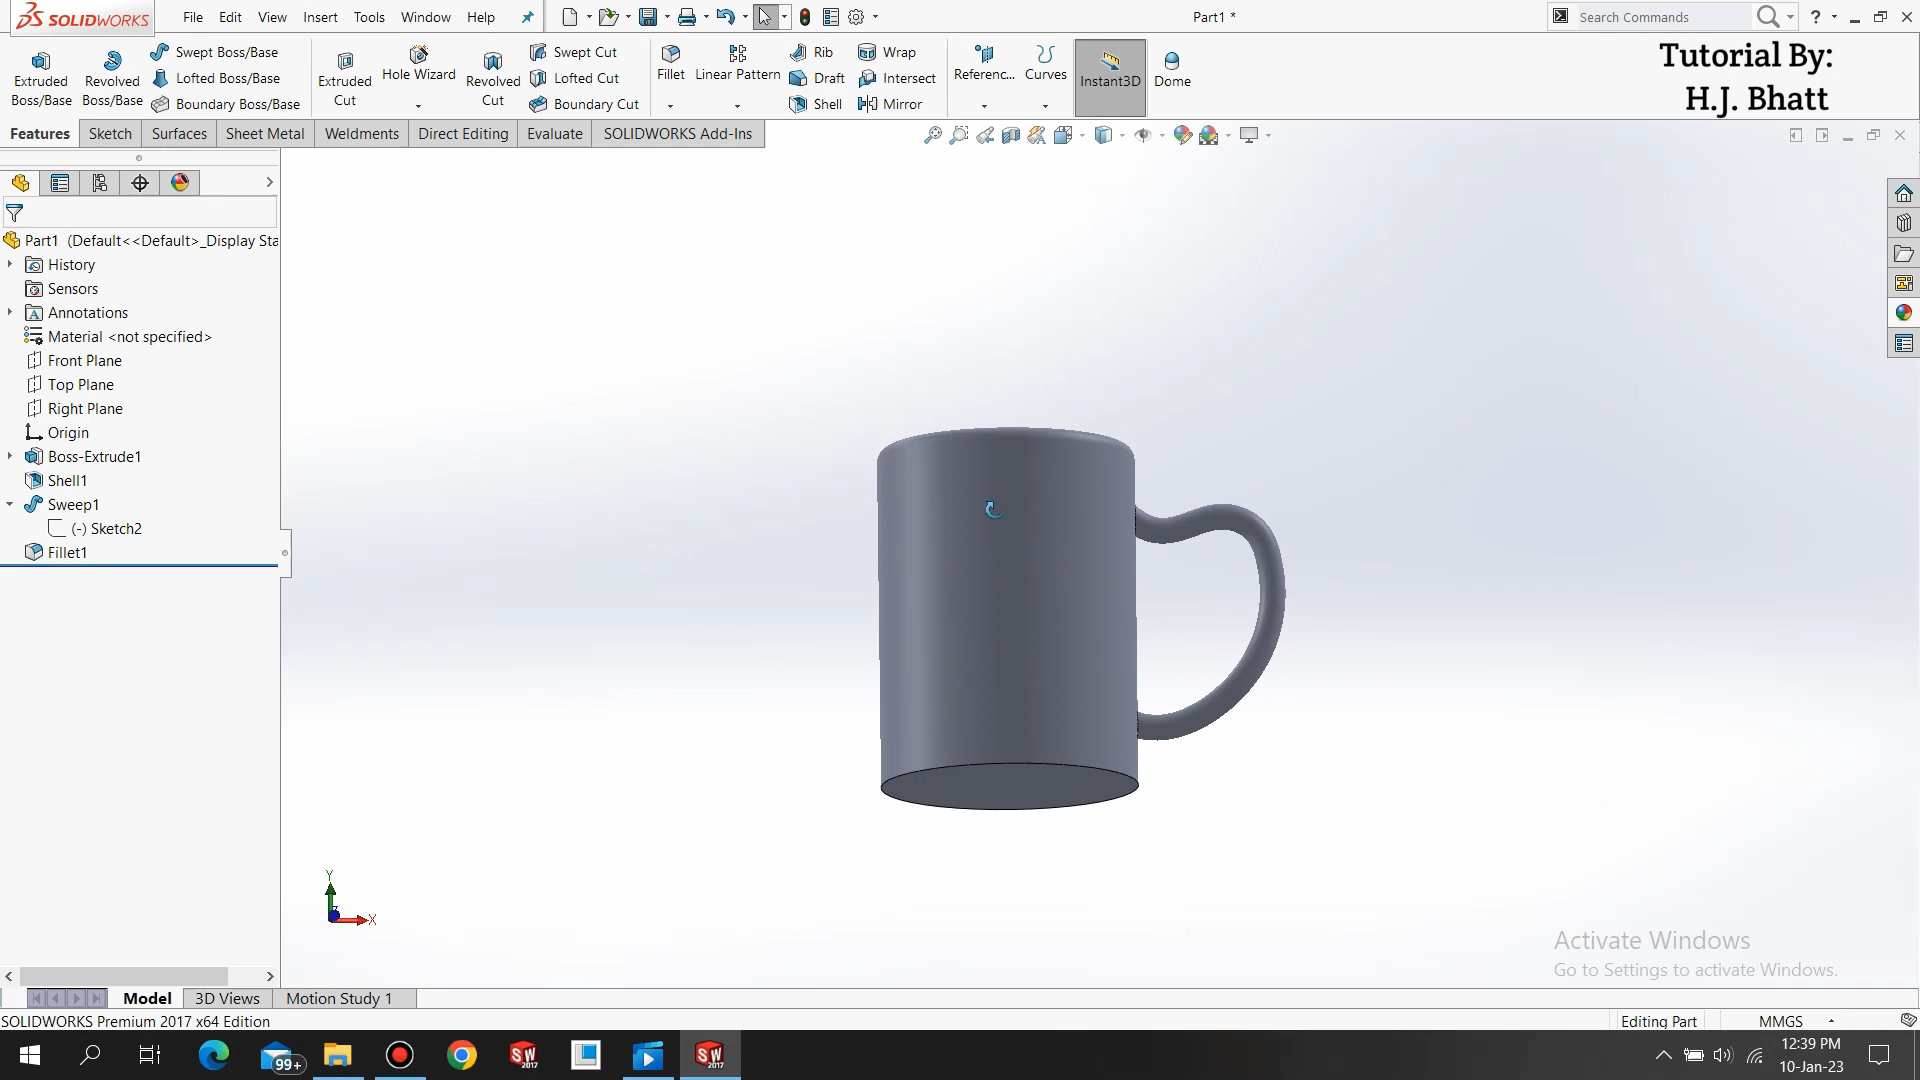 SOLIDWORKS File Edit View Insert Tools Window Help Part1 * Search Commands ?
Tutorial By:
H.J. Bhatt
Extruded Boss/Base
Revolved Boss/Base
Swept Boss/Base
Lofted Boss/Base
Boundary Boss/Base
Extruded Cut
Hole Wizard
Revolved Cut
Swept Cut
Lofted Cut
Boundary Cut
Fillet
Linear Pattern
Rib
Draft
Shell
Wrap
Intersect
Mirror
Referenc...
Curves
Instant3D
Dome
Features Sketch Surfaces Sheet Metal Weldments Direct Editing Evaluate SOLIDWORKS Add-Ins
Part1 (Default<<Default>_Display Sta
History
Sensors
Annotations
Material <not specified>
Front Plane
Top Plane
Right Plane
Origin
Boss-Extrude1
Shell1
Sweep1
(-) Sketch2
Fillet1
Y
X
Activate Windows
Go to Settings to activate Windows.
Model 3D Views Motion Study 1
SOLIDWORKS Premium 2017 x64 Edition Editing Part MMGS
99+
SW 2017
SW 2017
12:39 PM
10-Jan-23